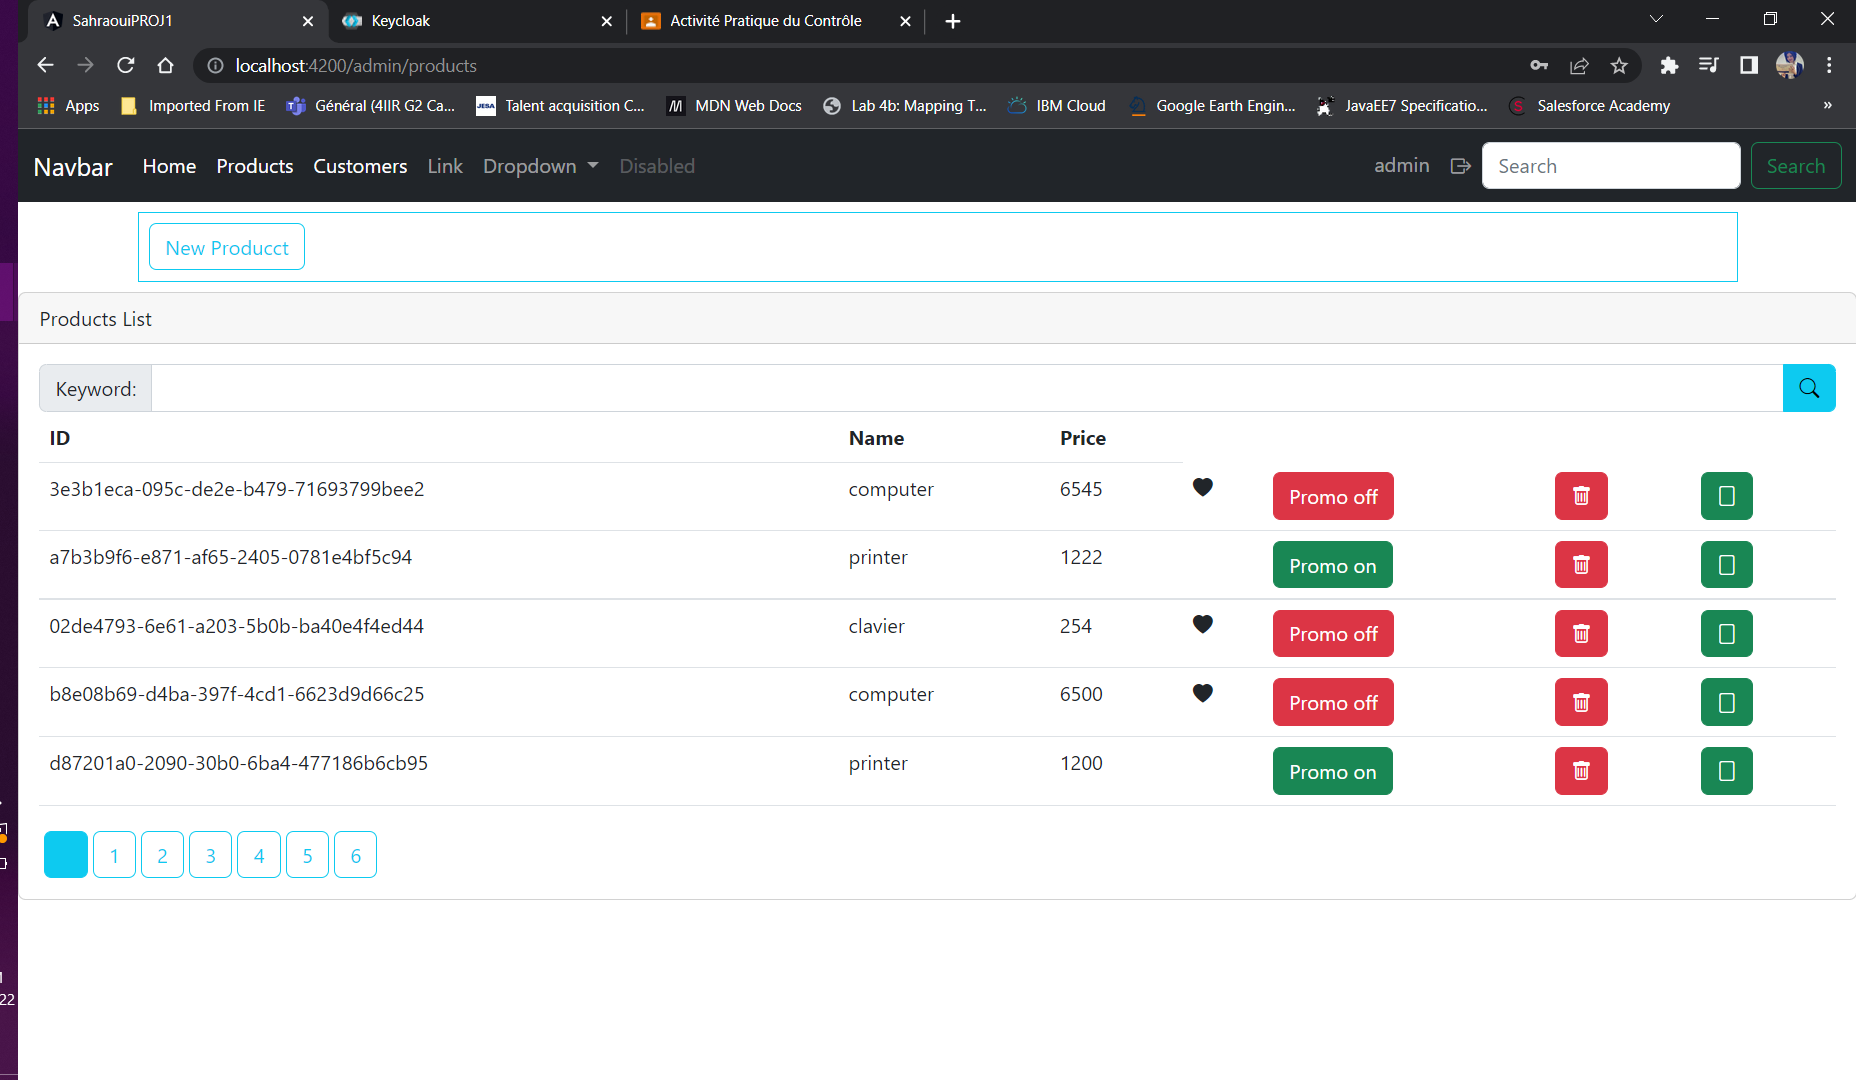 SahraouiPROJ1
Keycloak
Activité Pratique du Contrôle
localhost:4200/admin/products
Apps
Imported From IE
Général (4IIR G2 Ca...
JESA Talent acquisition C...
MDN Web Docs
Lab 4b: Mapping T...
IBM Cloud
Google Earth Engin...
JavaEE7 Specificatio...
Salesforce Academy
»
Navbar Home Products Customers Link Dropdown Disabled admin Search Search
New Producct
Products List
Keyword:
ID Name Price
3e3b1eca-095c-de2e-b479-71693799bee2 computer 6545 Promo off
a7b3b9f6-e871-af65-2405-0781e4bf5c94 printer 1222 Promo on
02de4793-6e61-a203-5b0b-ba40e4f4ed44 clavier 254 Promo off
b8e08b69-d4ba-397f-4cd1-6623d9d66c25 computer 6500 Promo off
d87201a0-2090-30b0-6ba4-477186b6cb95 printer 1200 Promo on
1 2 3 4 5 6
22